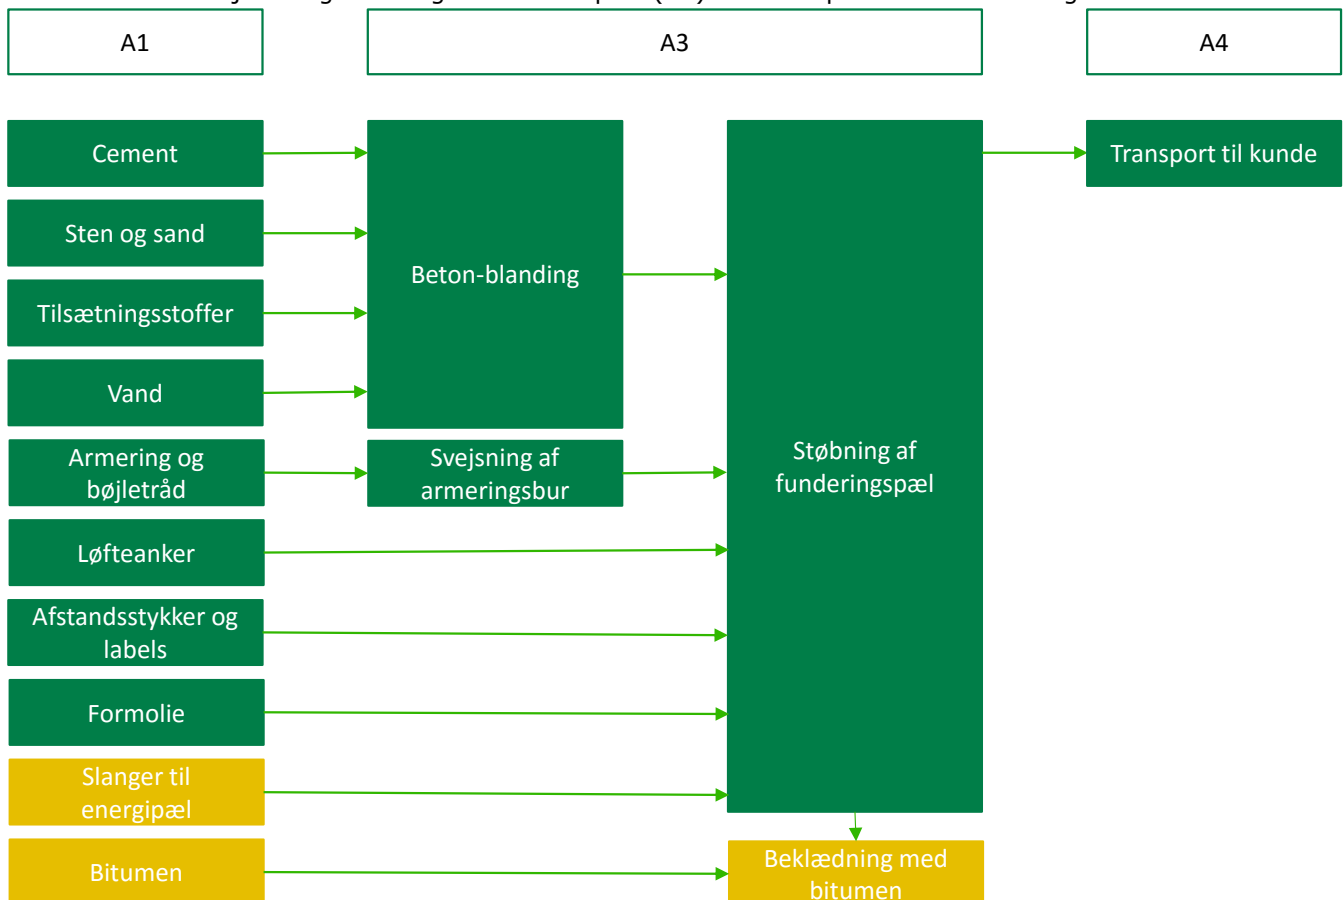 A1
A3
A4
Cement
Sten og sand
Tilsætningsstoffer
Vand
Armering og
bøjletråd
Løfteanker
Afstandsstykker og
labels
Formolie
Slanger til
energipæl
Bitumen
Beton-blanding
Svejsning af
armeringsbur
Støbning af
funderingspæl
Beklædning med
bitumen
Transport til kunde